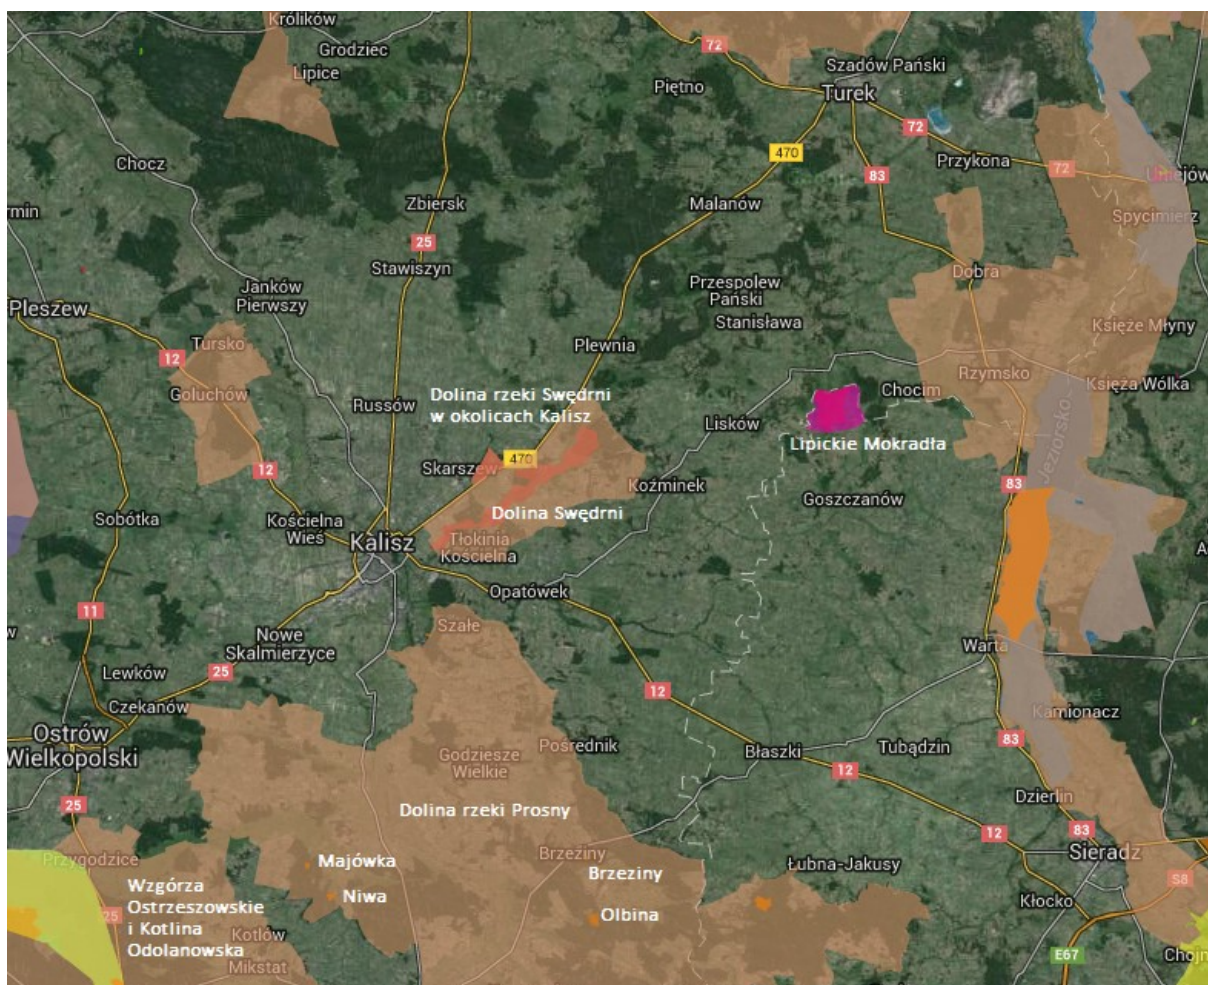 Królików
Grodziec
Lipice
72
Szadów Pański
Piętno
Turek
72
470
Chocz
83
Przykona
72
Malanów
Zbiersk
Spycimierz
25
Stawiszyn
Dobra
Janków
Pierwszy
Przespolew
Pański
Pleszew
Stanisława
Księże Młyny
Tursko
Plewnia
12
Rzymsko
Księża Wólka
Gołuchów
Dolina rzeki Swędrni
w okolicach Kalisz
Chocim
Russów
Lisków
Jeziorsko
Lipickie Mokradła
470
Skarszew
12
Koźminek
83
Goszczanów
Sobótka
Kościelna
Wieś
Dolina Swędrni
Kalisz
Tłokinia
Kościelna
Opatówek
11
Szałe
Nowe
Skalmierzyce
Warta
25
Lewków
12
Czekanów
Kamionacz
Ostrów
Wielkopolski
Godziesze
Wielkie
Pośrednik
Błaszki
Tubądzin
83
12
25
Dzierlin
Dolina rzeki Prosny
83
12
Przygodzice
Majówka
Brzeziny
Sieradz
Łubna-Jakusy
Brzeziny
S8
Wzgórza
Ostrzeszowskie
i Kotlina
Odolanowska
Niwa
Kłocko
25
Olbina
Kotłów
E67
Mikstat